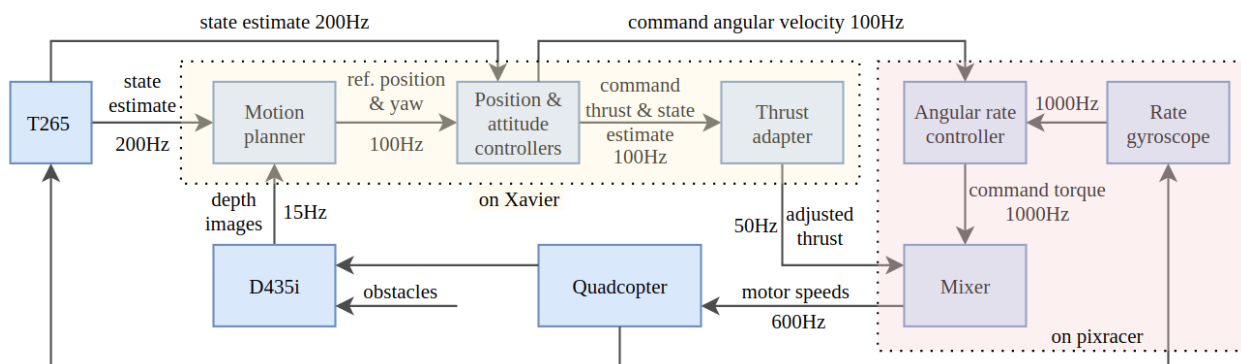 state estimate 200Hz
command angular velocity 100Hz
T265
state
estimate
200Hz
Motion
planner
ref. position
& yaw
100Hz
Position &
attitude
controllers
command
thrust & state
estimate
100Hz
Thrust
adapter
Angular rate
controller
1000Hz
Rate
gyroscope
on Xavier
depth
images
15Hz
50Hz
adjusted
thrust
command torque
1000Hz
D435i
obstacles
Quadcopter
motor speeds
600Hz
Mixer
on pixracer